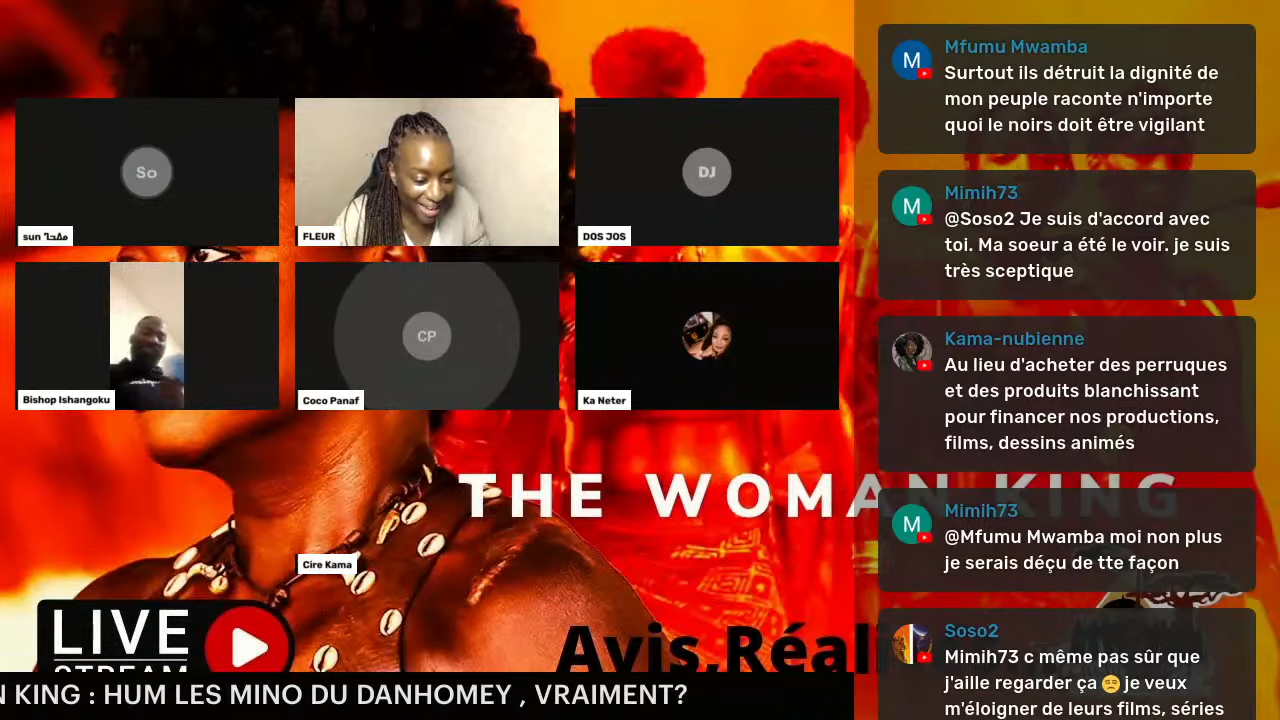 So
sun
FLEUR
DJ
DOS JOS
Bishop Ishangoku
CP
Coco Panaf
Ka Neter
THE WOMAN KING
Cire Kama
LIVE
STREAM
Avis,Réali
N KING : HUM LES MINO DU DANHOMEY , VRAIMENT?
M
Mfumu Mwamba
Surtout ils détruit la dignité de
mon peuple raconte n'importe
quoi le noirs doit être vigilant
M
Mimih73
@Soso2 Je suis d'accord avec
toi. Ma soeur a été le voir. je suis
très sceptique
Kama-nubienne
Au lieu d'acheter des perruques
et des produits blanchissant
pour financer nos productions,
films, dessins animés
M
Mimih73
@Mfumu Mwamba moi non plus
je serais déçu de tte façon
Soso2
Mimih73 c même pas sûr que
j'aille regarder ça 😒 je veux
m'éloigner de leurs films, séries